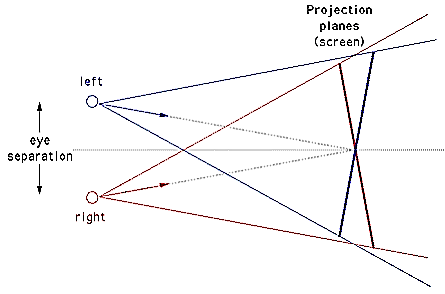 Projection
planes
(screen)
left
eye
separation
right